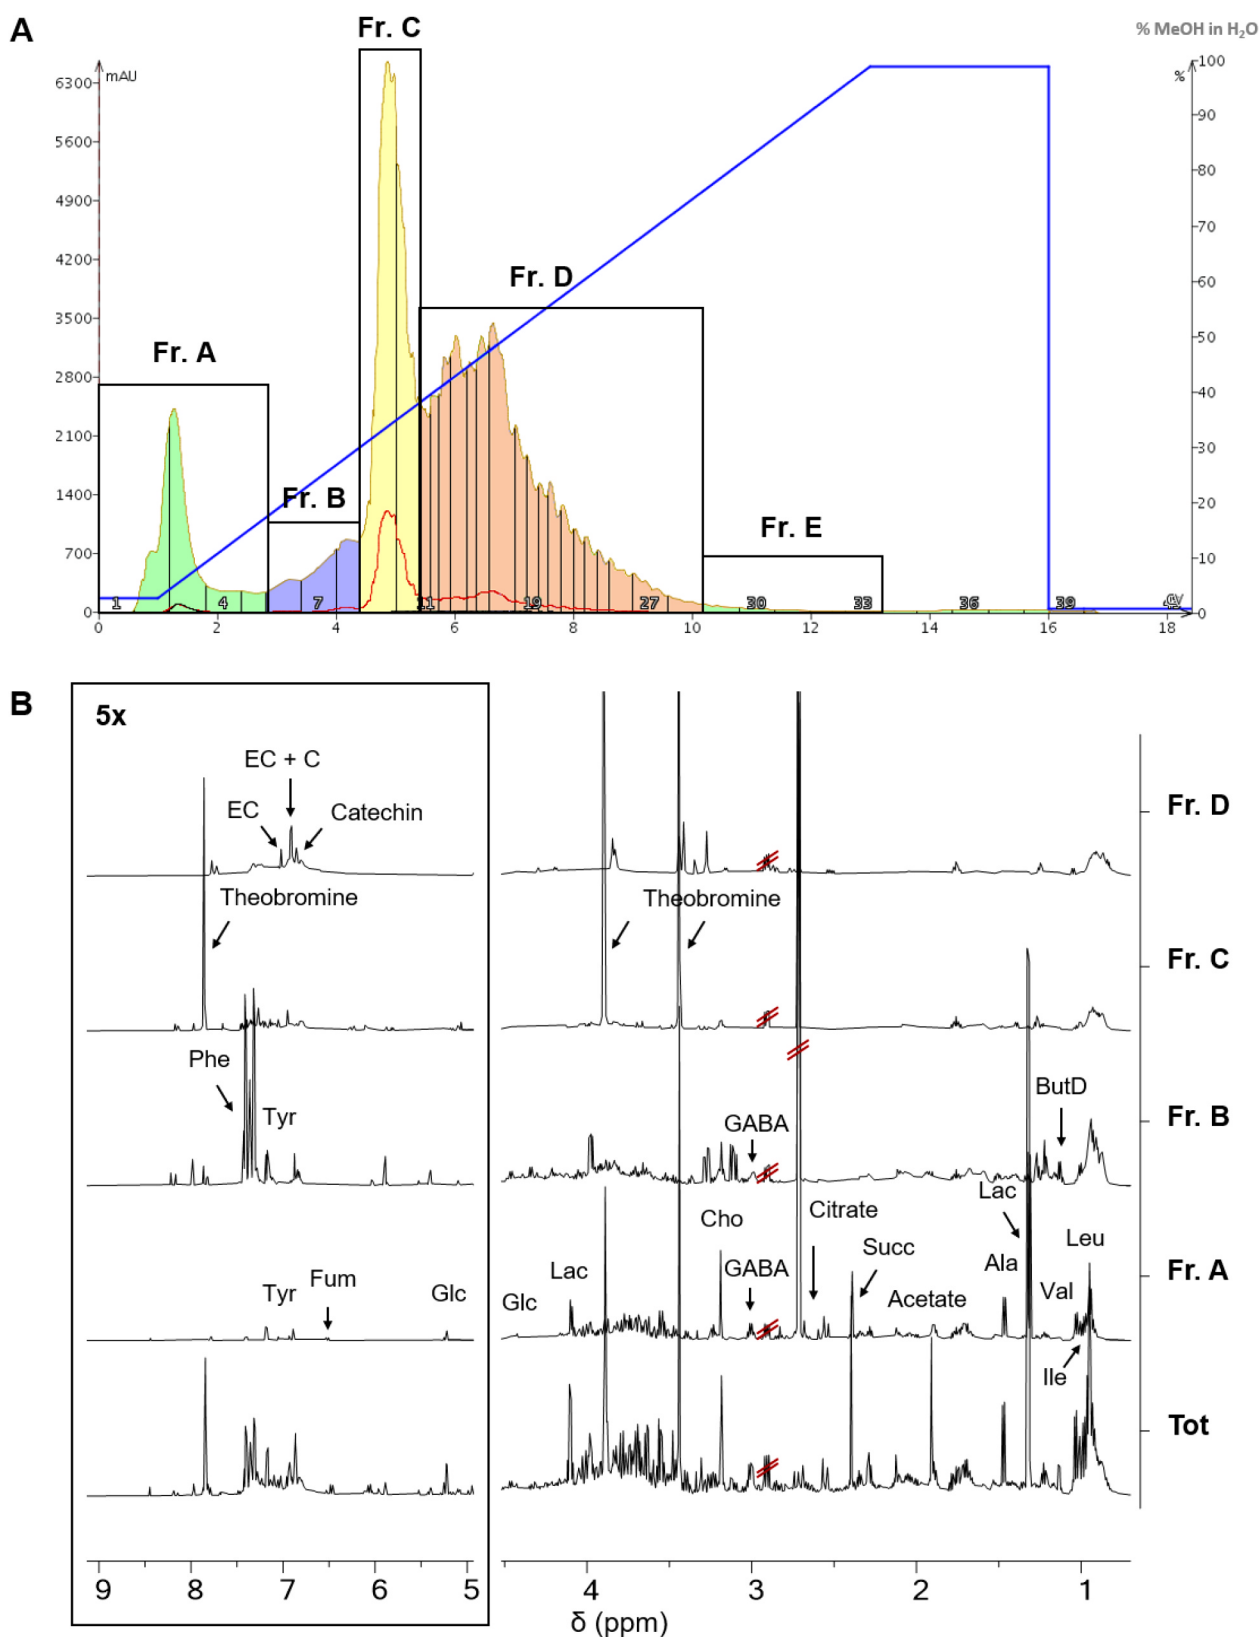 A
Fr. C
% MeOH in H₂O
mAU
%
6300
5600
4900
4200
3500
2800
2100
1400
700
0
100
90
80
70
60
50
40
30
20
10
0
Fr. A
Fr. B
Fr. D
Fr. E
1 4 7 11 19 27 30 33 36 39
CV
0 2 4 6 8 10 12 14 16 18
B
5x
EC + C
EC
Catechin
Fr. D
Theobromine
Theobromine
Fr. C
Phe
Tyr
GABA
ButD
Fr. B
Tyr
Fum
Glc
Glc
Lac
Cho
GABA
Citrate
Succ
Acetate
Lac
Ala
Val
Leu
Ile
Fr. A
Tot
9 8 7 6 5 4 3 2 1
δ (ppm)